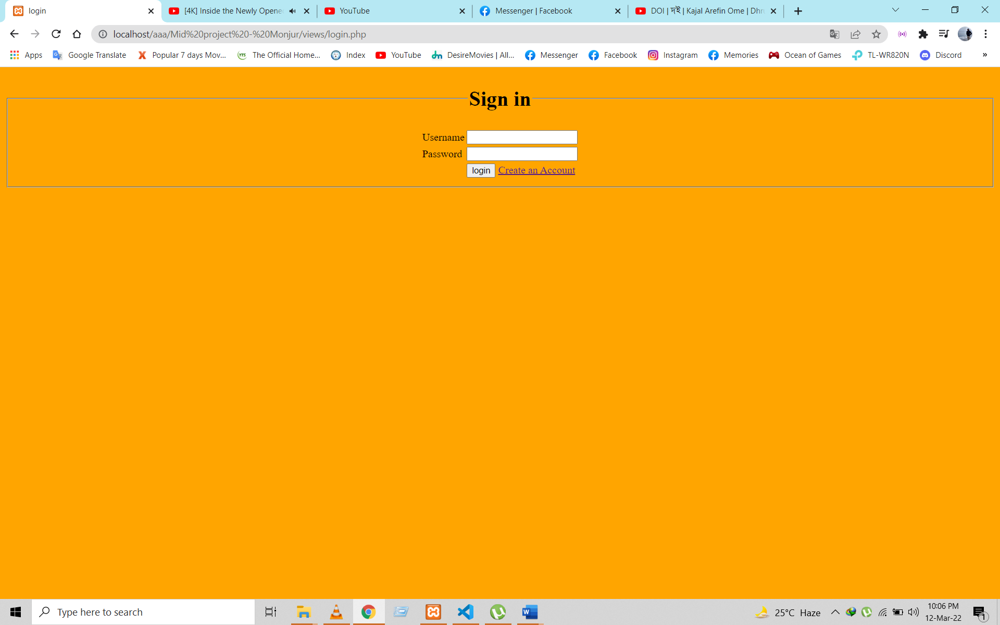 login
[4K] Inside the Newly Opene
YouTube
Messenger | Facebook
DOI | দই | Kajal Arefin Ome | Dhr
localhost/aaa/Mid%20project%20-%20Monjur/views/login.php
Apps
Google Translate
Popular 7 days Mov...
YTS
The Official Home...
Index
YouTube
dm
DesireMovies | All...
Messenger
Facebook
Instagram
Memories
Ocean of Games
TL-WR820N
Discord
»
Sign in
Username
Password
login Create an Account
Type here to search
25°C Haze
10:06 PM
12-Mar-22
1